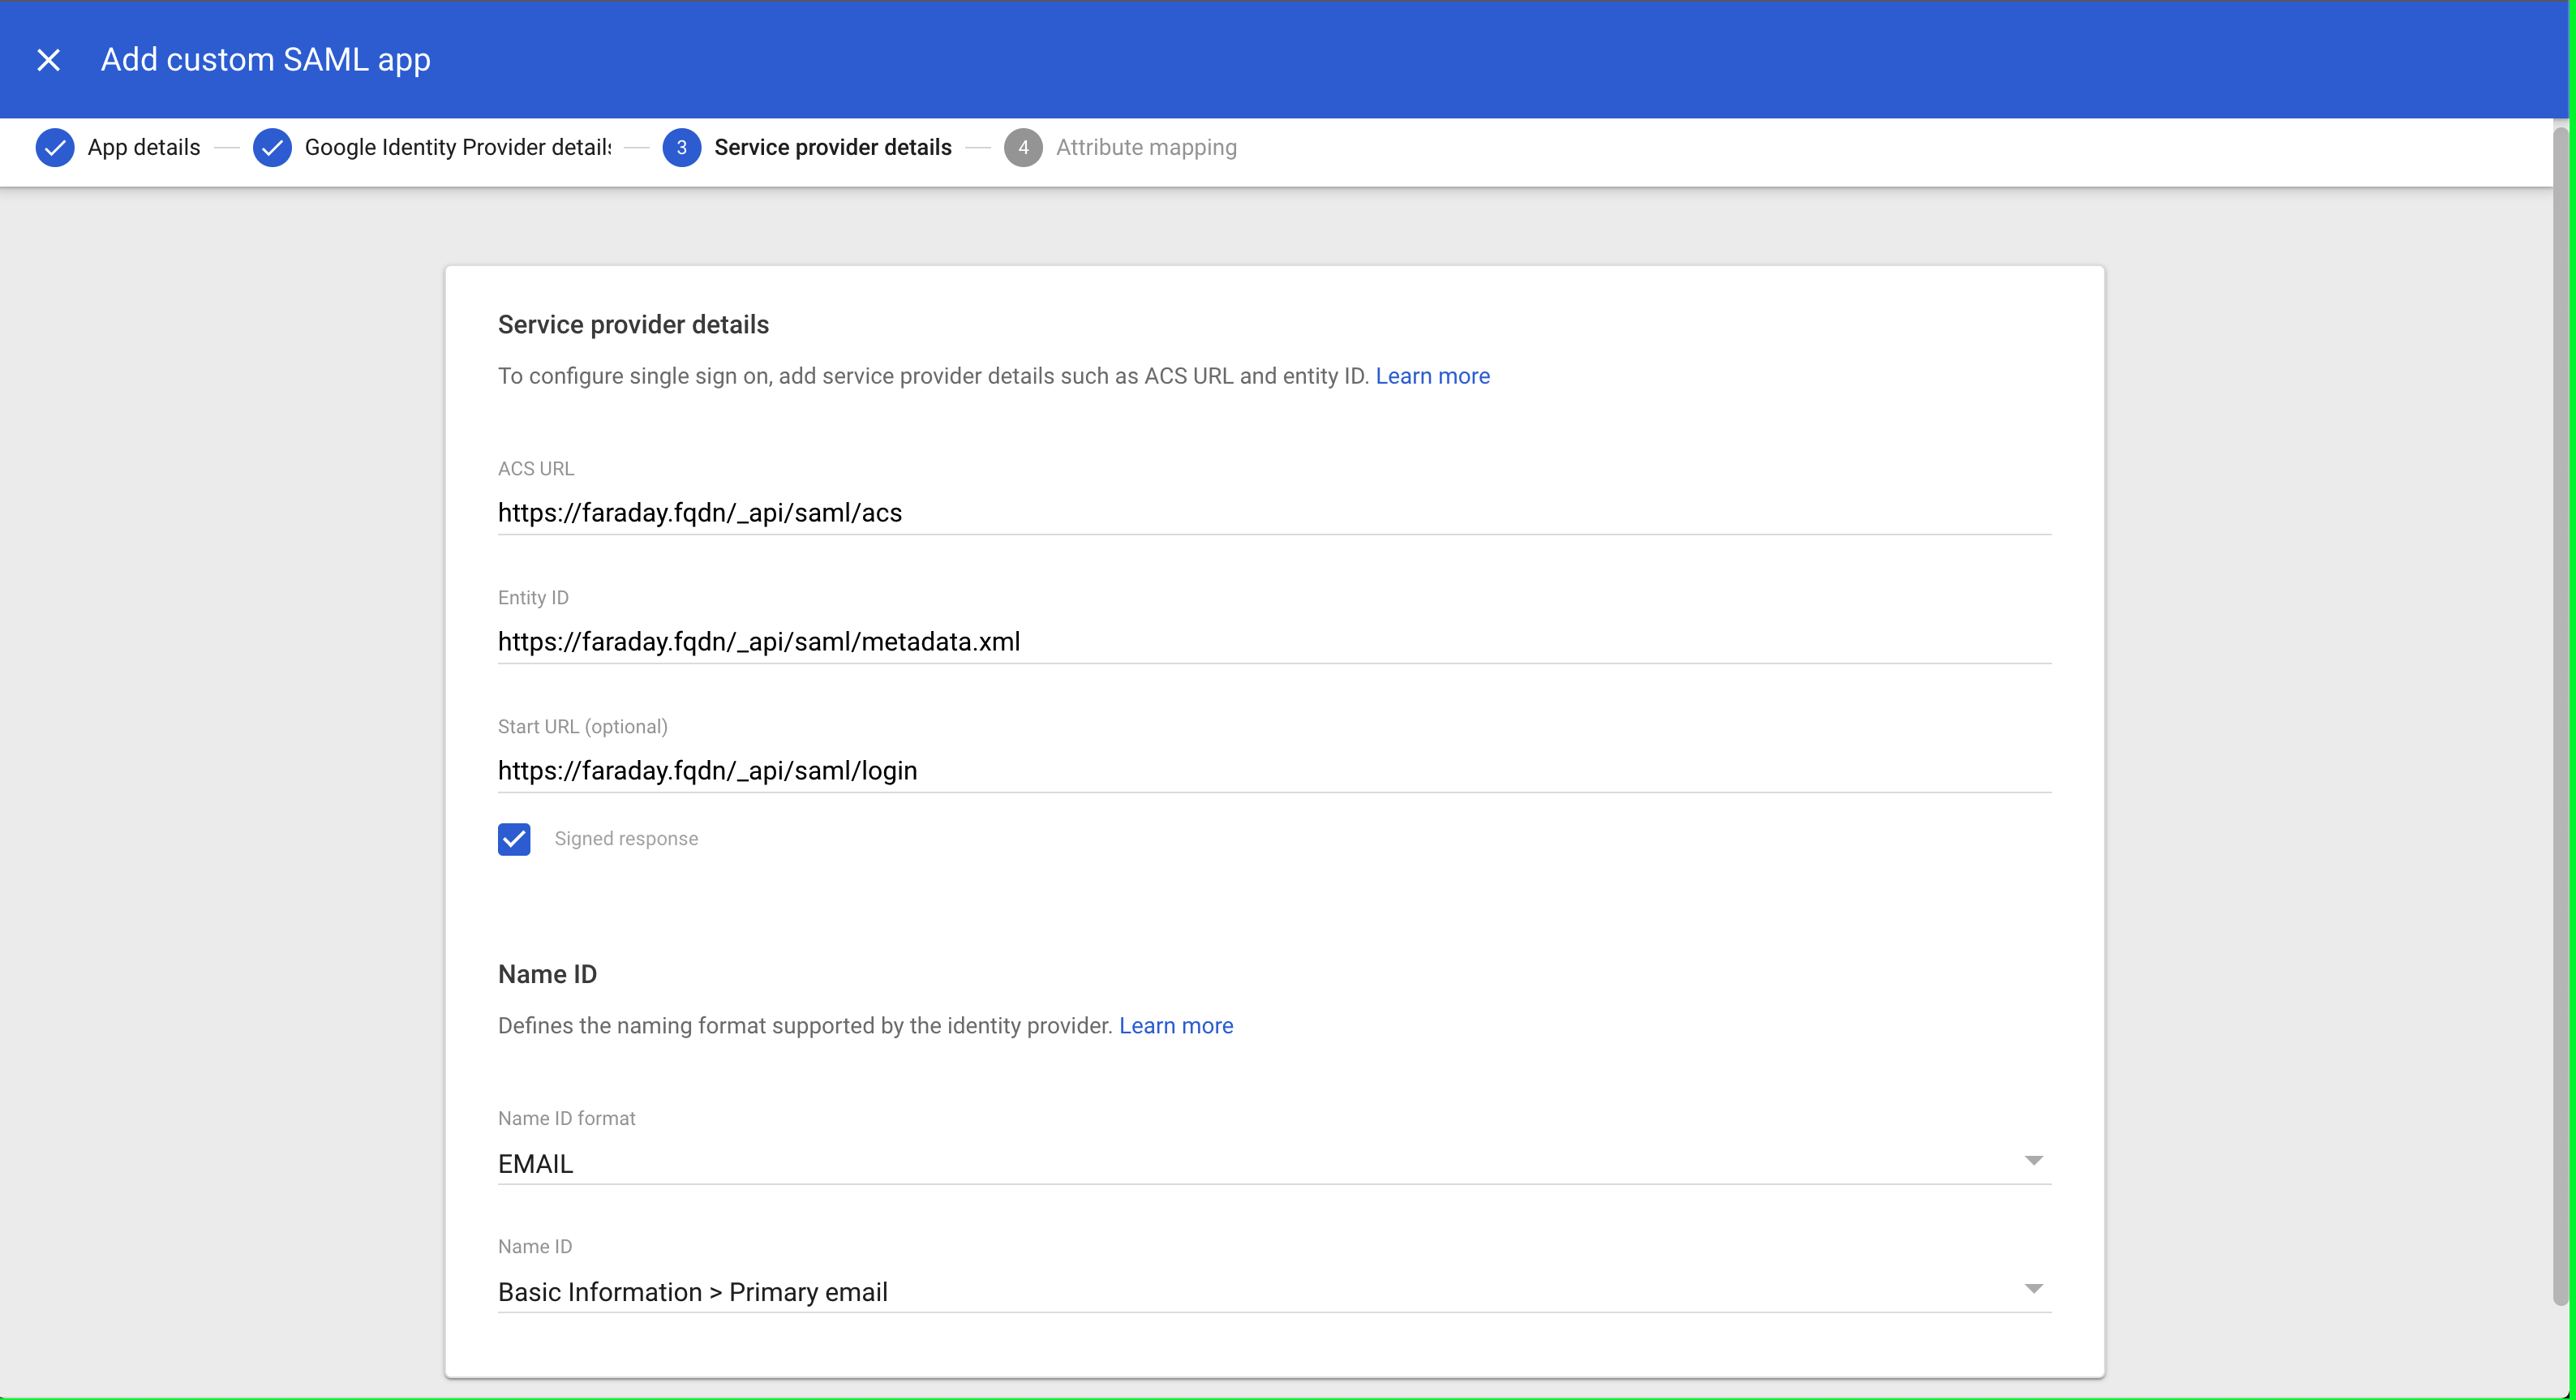 Add custom SAML app
App details
Google Identity Provider details
3 Service provider details
4 Attribute mapping
Service provider details
To configure single sign on, add service provider details such as ACS URL and entity ID. Learn more
ACS URL
https://faraday.fqdn/_api/saml/acs
Entity ID
https://faraday.fqdn/_api/saml/metadata.xml
Start URL (optional)
https://faraday.fqdn/_api/saml/login
Signed response
Name ID
Defines the naming format supported by the identity provider. Learn more
Name ID format
EMAIL
Name ID
Basic Information > Primary email